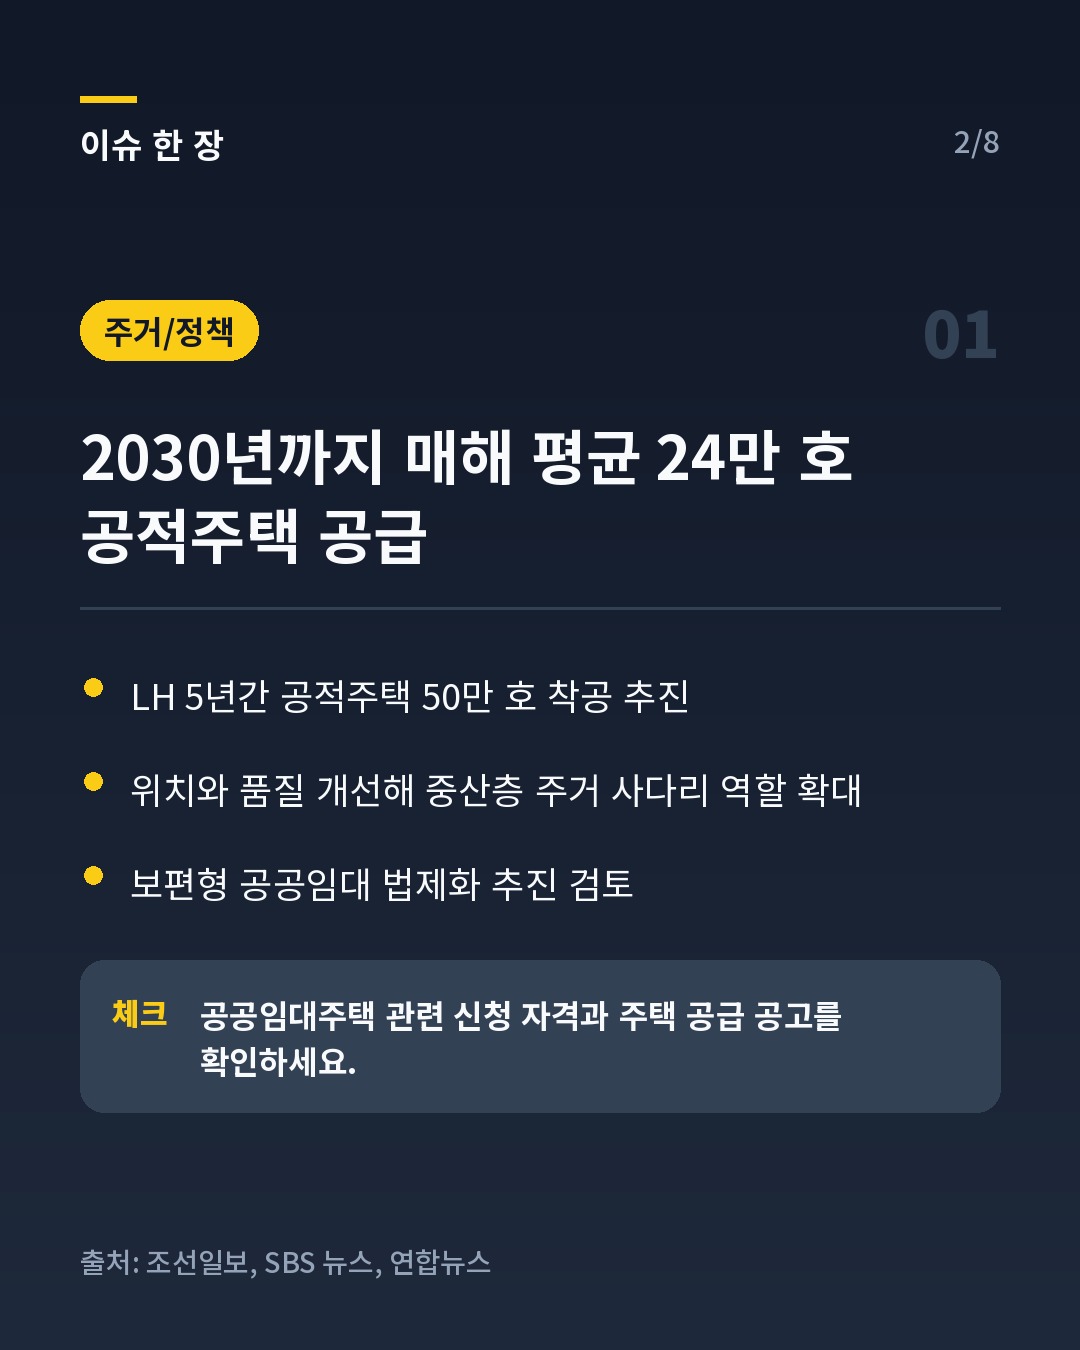 이슈 한 장
2/8
주거/정책
01
2030년까지 매해 평균 24만 호
공적주택 공급
LH 5년간 공적주택 50만 호 착공 추진
위치와 품질 개선해 중산층 주거 사다리 역할 확대
보편형 공공임대 법제화 추진 검토
체크
공공임대주택 관련 신청 자격과 주택 공급 공고를
확인하세요.
출처: 조선일보, SBS 뉴스, 연합뉴스